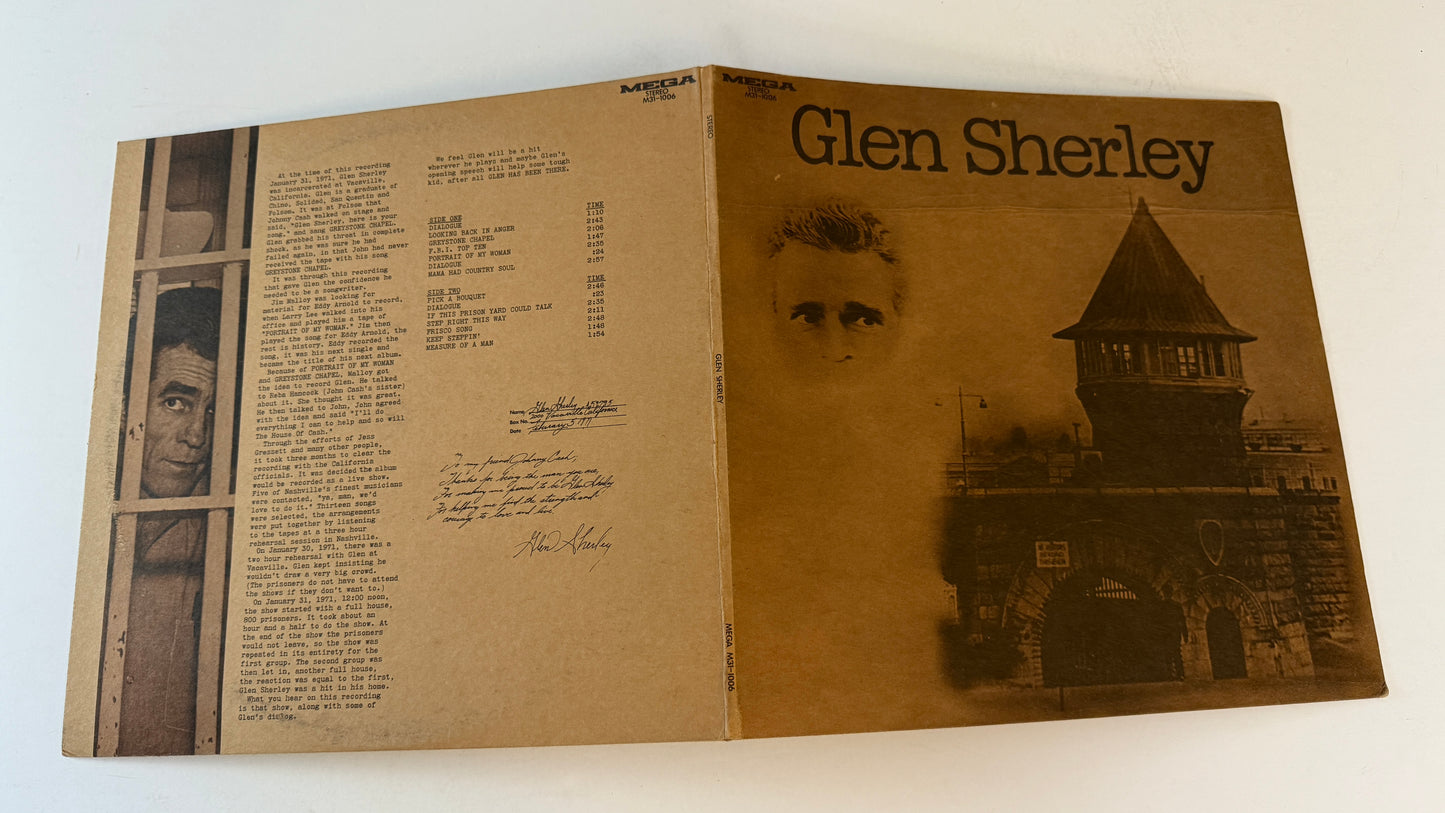 MEGA
STEREO
M31-1006
At the time of this recording
January 31, 1971, Glen Sherley
was incarcerated at Vacaville,
California. Glen is a graduate of
Chino, Soledad, San Quentin and
Folsom. It was at Folsom that
Johnny Cash walked on stage and
said, "Glen Sherley, here is your
song," and sang GREYSTONE CHAPEL.
Glen grabbed his throat in complete
shock, as he was sure he had
failed again, in that John had never
received the tape with his song
GREYSTONE CHAPEL.
It was through this recording
that gave Glen the confidence he
needed to be a songwriter.
Jim Malloy was looking for
material for Eddy Arnold to record,
when Larry Lee walked into his
office and played him a tape of
"PORTRAIT OF MY WOMAN." Jim then
played the song for Eddy Arnold, the
rest is history. Eddy recorded the
song, it was his next single and
became the title of his next album.
Because of PORTRAIT OF MY WOMAN
and GREYSTONE CHAPEL, Malloy got
the idea to record Glen. He talked
to Reba Hancock (John Cash's sister)
about it. She thought it was great.
He then talked to John, John agreed
with the idea and said "I'll do
everything I can to help and so will
The House Of Cash."
Through the efforts of Jess
Gressett and many other people,
it took three months to clear the
recording with the California
officials. It was decided the album
would be recorded as a live show.
Five of Nashville's finest musicians
were contacted, "ya, man, we'd
love to do it." Thirteen songs
were selected, the arrangements
were put together by listening
to the tapes at a three hour
rehearsal session in Nashville.
On January 30, 1971, there was a
two hour rehearsal with Glen at
Vacaville. Glen kept insisting he
wouldn't draw a very big crowd.
(The prisoners do not have to attend
the shows if they don't want to.)
On January 31, 1971, 12:00 noon,
the show started with a full house,
800 prisoners. It took about an
hour and a half to do the show. At
the end of the show the prisoners
would not leave, so the show was
repeated in its entirety for the
first group. The second group was
then let in, another full house,
the reaction was equal to the first,
Glen Sherley was a hit in his home.
What you hear on this recording
is that show, along with some of
Glen's dialog.
We feel Glen will be a hit
wherever he plays and maybe Glen's
opening speech will help some tough
kid, after all GLEN HAS BEEN THERE.
SIDE ONE TIME
DIALOGUE 1:10
LOOKING BACK IN ANGER 2:43
GREYSTONE CHAPEL 2:06
F.B.I. TOP TEN 1:47
PORTRAIT OF MY WOMAN 2:35
DIALOGUE :24
MAMA HAD COUNTRY SOUL 2:57
SIDE TWO TIME
PICK A BOUQUET 2:46
DIALOGUE :23
IF THIS PRISON YARD COULD TALK 2:35
STEP RIGHT THIS WAY 2:11
FRISCO SONG 2:48
KEEP STEPPIN' 1:48
MEASURE OF A MAN 1:54
Name Glen Sherley
Box No. 2000 Vacaville California
Date February 5 1971
To my friend Johnny Cash,
Thanks for being the man you are,
For making me proud to be Glen Sherley
For helping me find the strength and
courage to love and live.
Glen Sherley
STEREO
GLEN SHERLEY
MEGA M31-1006
MEGA
STEREO
M31-1006
Glen Sherley